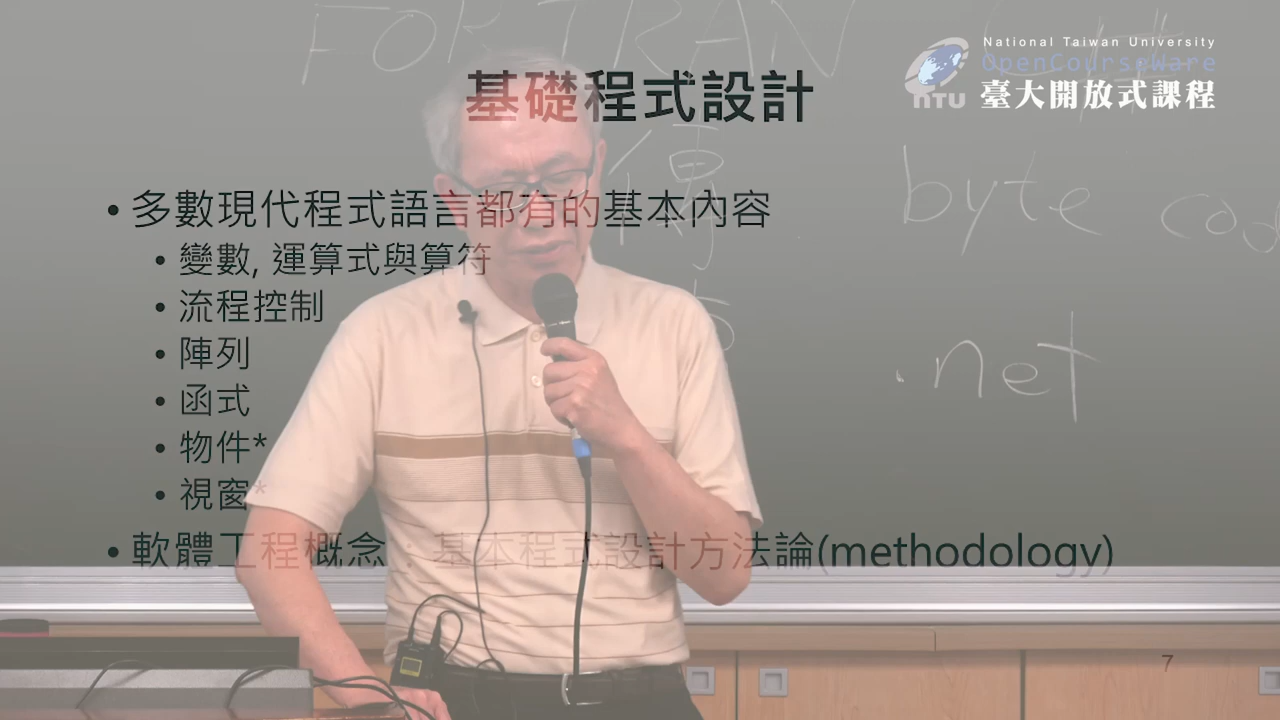 FORTRAN
National Taiwan University
OpenCourseWare
NTU 臺大開放式課程
基礎程式設計
• 多數現代程式語言都有的基本內容
• 變數, 運算式與算符
• 流程控制
• 陣列
• 函式
• 物件*
• 視窗*
• 軟體工程概念：基本程式設計方法論(methodology)
byte cod
.net
7